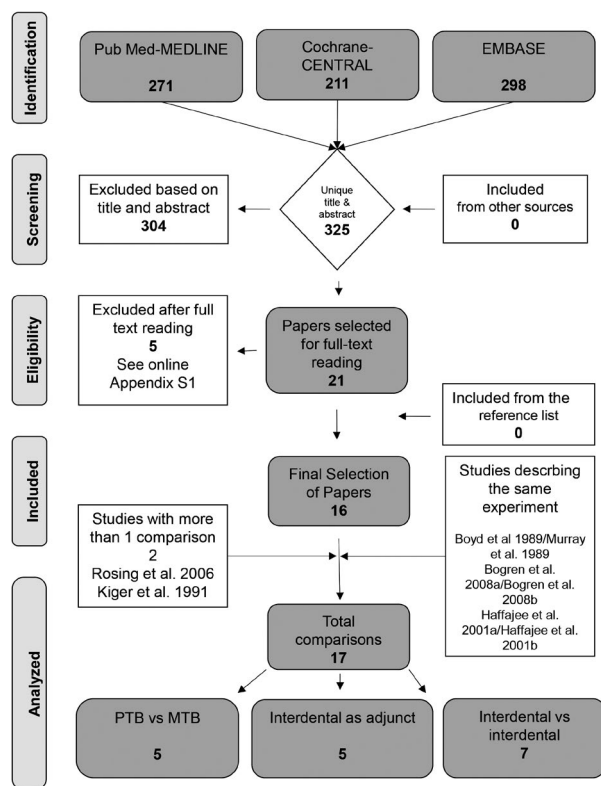 Identification
Pub Med-MEDLINE
271
Cochrane-
CENTRAL
211
EMBASE
298
Screening
Excluded based on
title and abstract
304
Unique
title &
abstract
325
Included
from other sources
0
Eligibility
Excluded after full
text reading
5
See online
Appendix S1
Papers selected
for full-text
reading
21
Included from the
reference list
0
Included
Final Selection
of Papers
16
Studies with more
than 1 comparison
2
Rosing et al. 2006
Kiger et al. 1991
Studies descrbing
the same
experiment
Boyd et al 1989/Murray
et al. 1989
Bogren et al.
2008a/Bogren et al.
2008b
Haffajee et al.
2001a/Haffajee et al.
2001b
Analyzed
Total
comparisons
17
PTB vs MTB
5
Interdental as adjunct
5
Interdental vs
interdental
7